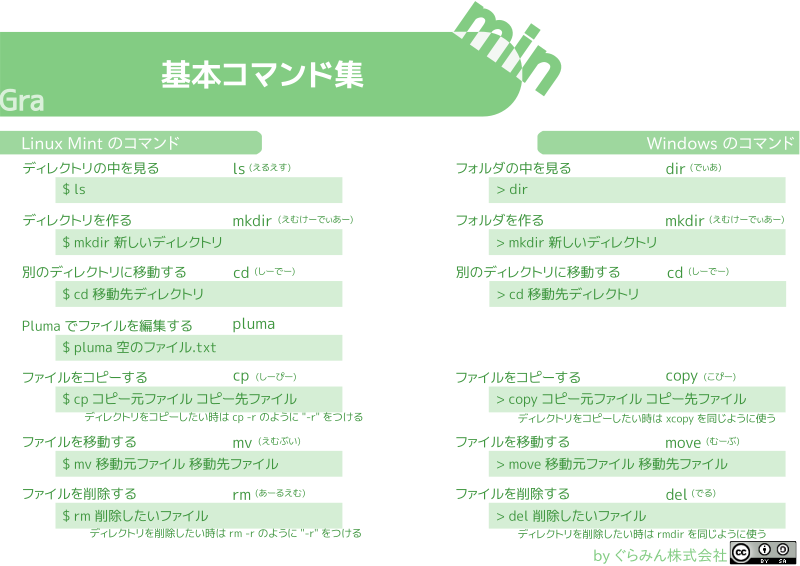 min
基本コマンド集
Gra
Linux Mint のコマンド
ディレクトリの中を見る ls (えるえす)
$ ls
ディレクトリを作る mkdir (えむけーでぃあー)
$ mkdir 新しいディレクトリ
別のディレクトリに移動する cd (しーでー)
$ cd 移動先ディレクトリ
Pluma でファイルを編集する pluma
$ pluma 空のファイル.txt
ファイルをコピーする cp (しーぴー)
$ cp コピー元ファイル コピー先ファイル
ディレクトリをコピーしたい時は cp -r のように "-r" をつける
ファイルを移動する mv (えむぶい)
$ mv 移動元ファイル 移動先ファイル
ファイルを削除する rm (あーるえむ)
$ rm 削除したいファイル
ディレクトリを削除したい時は rm -r のように "-r" をつける
Windows のコマンド
フォルダの中を見る dir (でぃあ)
> dir
フォルダを作る mkdir (えむけーでぃあー)
> mkdir 新しいディレクトリ
別のディレクトリに移動する cd (しーでー)
> cd 移動先ディレクトリ
ファイルをコピーする copy (こぴー)
> copy コピー元ファイル コピー先ファイル
ディレクトリをコピーしたい時は xcopy を同じように使う
ファイルを移動する move (むーぶ)
> move 移動元ファイル 移動先ファイル
ファイルを削除する del (でる)
> del 削除したいファイル
ディレクトリを削除したい時は rmdir を同じように使う
by ぐらみん株式会社
cc BY SA